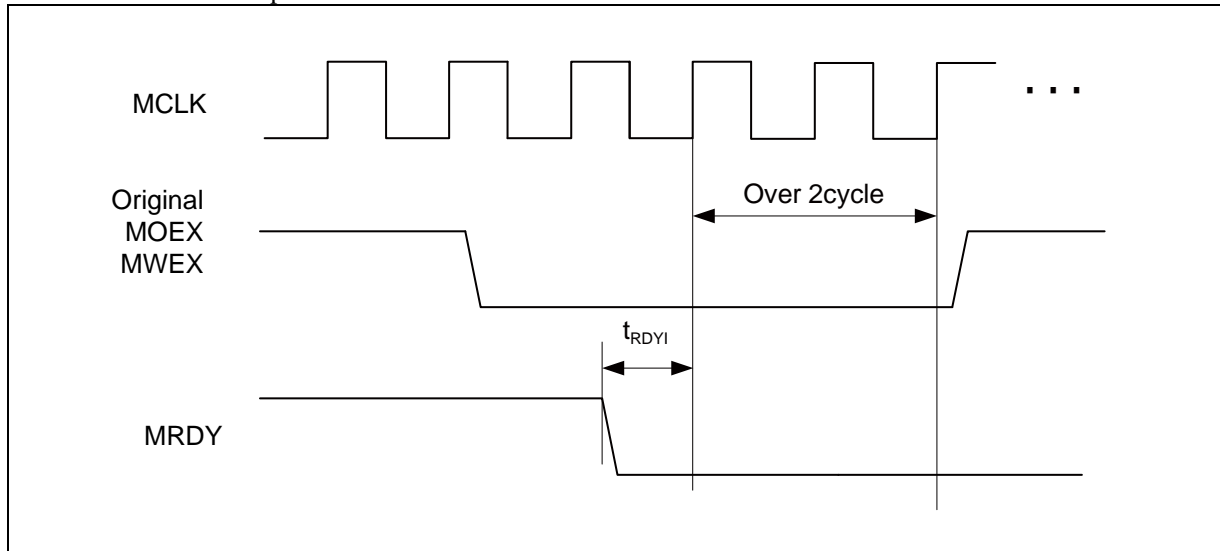 MCLK
. . .
Original
MOEX
MWEX
Over 2cycle
tRDYI
MRDY